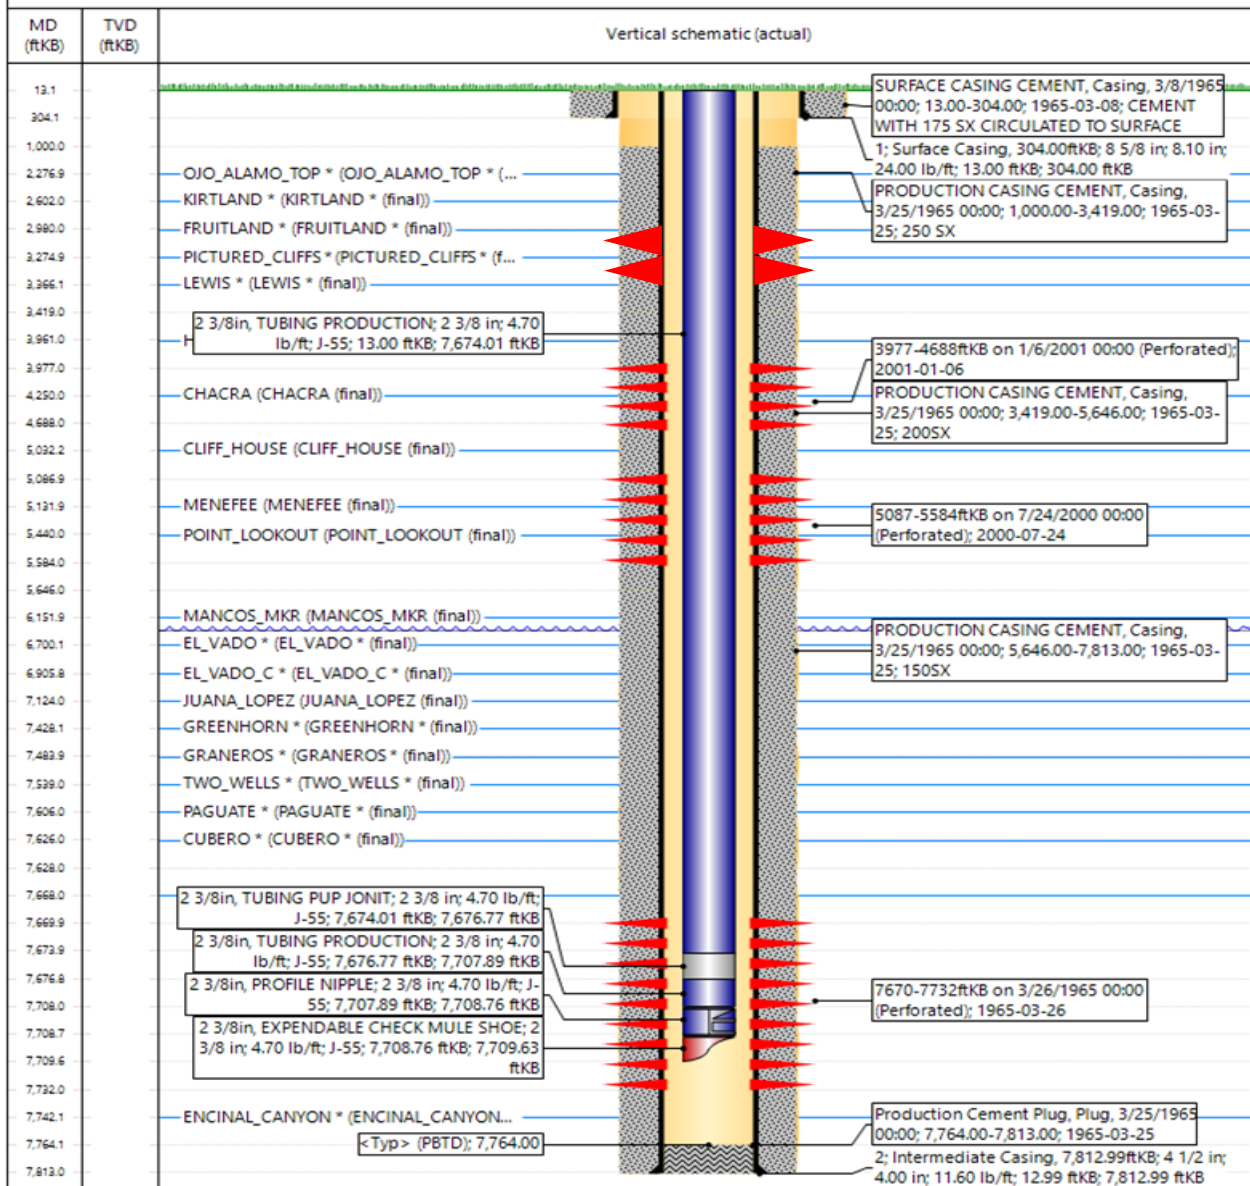 MD
(ftKB)
TVD
(ftKB)
Vertical schematic (actual)
13.1
304.1
1,000.0
2,276.9
2,602.0
2,980.0
3,274.9
3,366.1
3,419.0
3,961.0
3,977.0
4,250.0
4,688.0
5,032.2
5,086.9
5,131.9
5,440.0
5,584.0
5,646.0
6,151.9
6,700.1
6,905.8
7,124.0
7,428.1
7,483.9
7,539.0
7,606.0
7,626.0
7,628.0
7,668.0
7,669.9
7,673.9
7,676.8
7,708.0
7,708.7
7,709.6
7,732.0
7,742.1
7,764.1
7,813.0
OJO_ALAMO_TOP * (OJO_ALAMO_TOP * (...
KIRTLAND * (KIRTLAND * (final))
FRUITLAND * (FRUITLAND * (final))
PICTURED_CLIFFS * (PICTURED_CLIFFS * (f...
LEWIS * (LEWIS * (final))
2 3/8in, TUBING PRODUCTION; 2 3/8 in; 4.70
lb/ft; J-55; 13.00 ftKB; 7,674.01 ftKB
CHACRA (CHACRA (final))
CLIFF_HOUSE (CLIFF_HOUSE (final))
MENEFEE (MENEFEE (final))
POINT_LOOKOUT (POINT_LOOKOUT (final))
MANCOS_MKR (MANCOS_MKR (final))
EL_VADO * (EL_VADO * (final))
EL_VADO_C * (EL_VADO_C * (final))
JUANA_LOPEZ (JUANA_LOPEZ (final))
GREENHORN * (GREENHORN * (final))
GRANEROS * (GRANEROS * (final))
TWO_WELLS * (TWO_WELLS * (final))
PAGUATE * (PAGUATE * (final))
CUBERO * (CUBERO * (final))
2 3/8in, TUBING PUP JONIT; 2 3/8 in; 4.70 lb/ft;
J-55; 7,674.01 ftKB; 7,676.77 ftKB
2 3/8in, TUBING PRODUCTION; 2 3/8 in; 4.70
lb/ft; J-55; 7,676.77 ftKB; 7,707.89 ftKB
2 3/8in, PROFILE NIPPLE; 2 3/8 in; 4.70 lb/ft; J-
55; 7,707.89 ftKB; 7,708.76 ftKB
2 3/8in, EXPENDABLE CHECK MULE SHOE; 2
3/8 in; 4.70 lb/ft; J-55; 7,708.76 ftKB; 7,709.63
ftKB
ENCINAL_CANYON * (ENCINAL_CANYON...
<Typ> (PBTD); 7,764.00
SURFACE CASING CEMENT, Casing, 3/8/1965
00:00; 13.00-304.00; 1965-03-08; CEMENT
WITH 175 SX CIRCULATED TO SURFACE
1; Surface Casing, 304.00ftKB; 8 5/8 in; 8.10 in;
24.00 lb/ft; 13.00 ftKB; 304.00 ftKB
PRODUCTION CASING CEMENT, Casing,
3/25/1965 00:00; 1,000.00-3,419.00; 1965-03-
25; 250 SX
3977-4688ftKB on 1/6/2001 00:00 (Perforated);
2001-01-06
PRODUCTION CASING CEMENT, Casing,
3/25/1965 00:00; 3,419.00-5,646.00; 1965-03-
25; 200SX
5087-5584ftKB on 7/24/2000 00:00
(Perforated); 2000-07-24
PRODUCTION CASING CEMENT, Casing,
3/25/1965 00:00; 5,646.00-7,813.00; 1965-03-
25; 150SX
7670-7732ftKB on 3/26/1965 00:00
(Perforated); 1965-03-26
Production Cement Plug, Plug, 3/25/1965
00:00; 7,764.00-7,813.00; 1965-03-25
2; Intermediate Casing, 7,812.99ftKB; 4 1/2 in;
4.00 in; 11.60 lb/ft; 12.99 ftKB; 7,812.99 ftKB